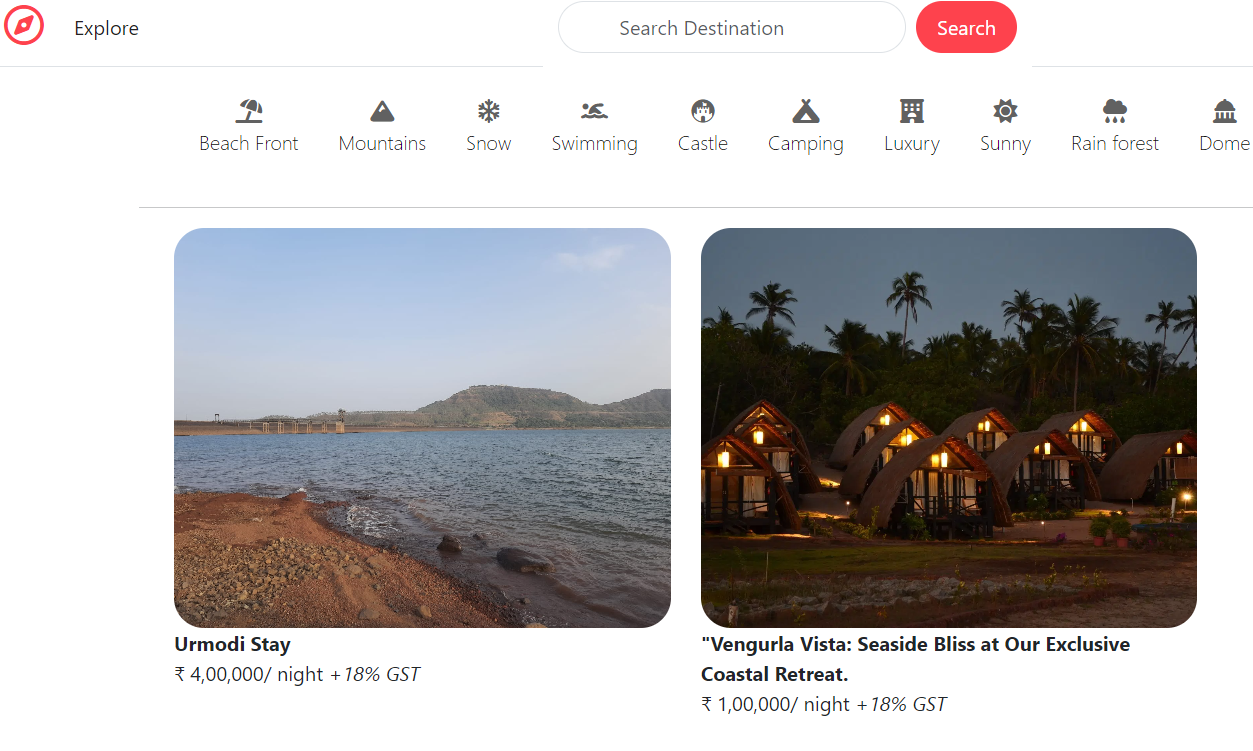 Explore
Search Destination
Search
Beach Front
Mountains
Snow
Swimming
Castle
Camping
Luxury
Sunny
Rain forest
Dome
Urmodi Stay
₹ 4,00,000/ night +18% GST
"Vengurla Vista: Seaside Bliss at Our Exclusive
Coastal Retreat.
₹ 1,00,000/ night +18% GST